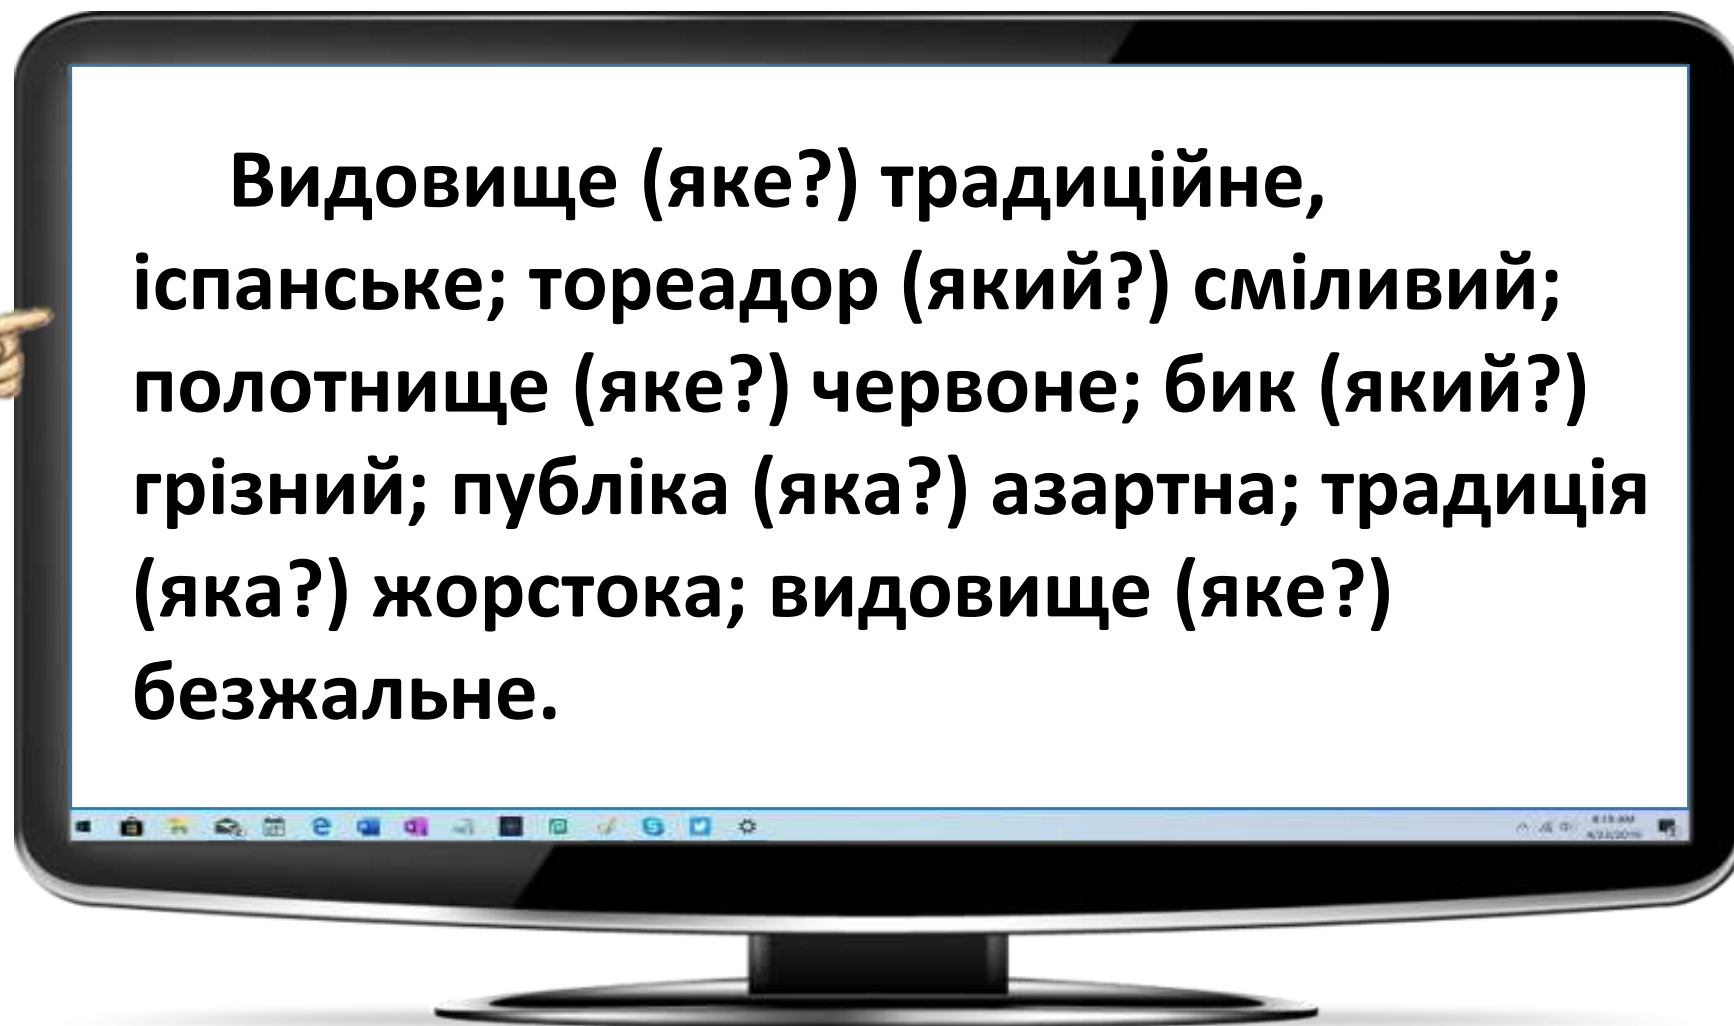 Видовище (яке?) традиційне,
іспанське; тореадор (який?) сміливий;
полотнище (яке?) червоне; бик (який?)
грізний; публіка (яка?) азартна; традиція
(яка?) жорстока; видовище (яке?)
безжальне.